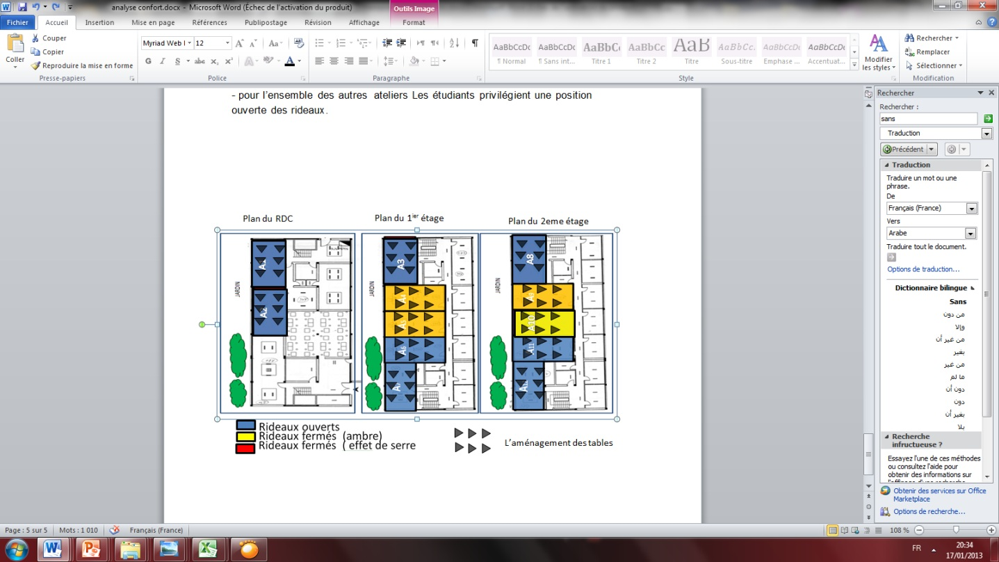 analyse confort.docx - Microsoft Word (Échec de l'activation du produit)
Outils Image
Fichier Accueil Insertion Mise en page Références Publipostage Révision Affichage Format
Coller
Couper
Copier
Reproduire la mise en forme
Presse-papiers
Myriad Web 12
G I S abc
Police
Paragraphe
AaBbCcDc AaBbCcDc AaBbC AaBbCc AaB AaBbCc. AaBbCcDc AaBbCcDc
¶ Normal ¶ Sans int... Titre 1 Titre 2 Titre Sous-titre Emphase ... Accentuat...
Style
Modifier les styles
Rechercher
Remplacer
Sélectionner
Modification
- pour l'ensemble des autres ateliers Les étudiants privilégient une position
ouverte des rideaux.
Plan du RDC
Plan du 1ier étage
Plan du 2eme étage
JARDIN
A2
JARDIN
A3
A6
JARDIN
A8
A9
A10
A11
Rideaux ouverts
Rideaux fermés (ambre)
Rideaux fermés ( effet de serre
L'aménagement des tables
Rechercher
Rechercher :
sans
Traduction
Précédent
Traduction
Traduire un mot ou une
phrase.
De
Français (France)
Vers
Arabe
Traduire tout le document.
Options de traduction...
Dictionnaire bilingue
Sans
من دون
وإلا
من غير أن
بغير
من غير
ما لم
دون أن
دون
بغير أن
بلا
Recherche
infructueuse ?
Essayez l'une de ces méthodes
ou consultez l'aide pour
obtenir des informations sur
Obtenir des services sur Office
Marketplace
Options de recherche...
Page : 5 sur 5 Mots : 1 010 Français (France) 108 %
FR
20:34
17/01/2013